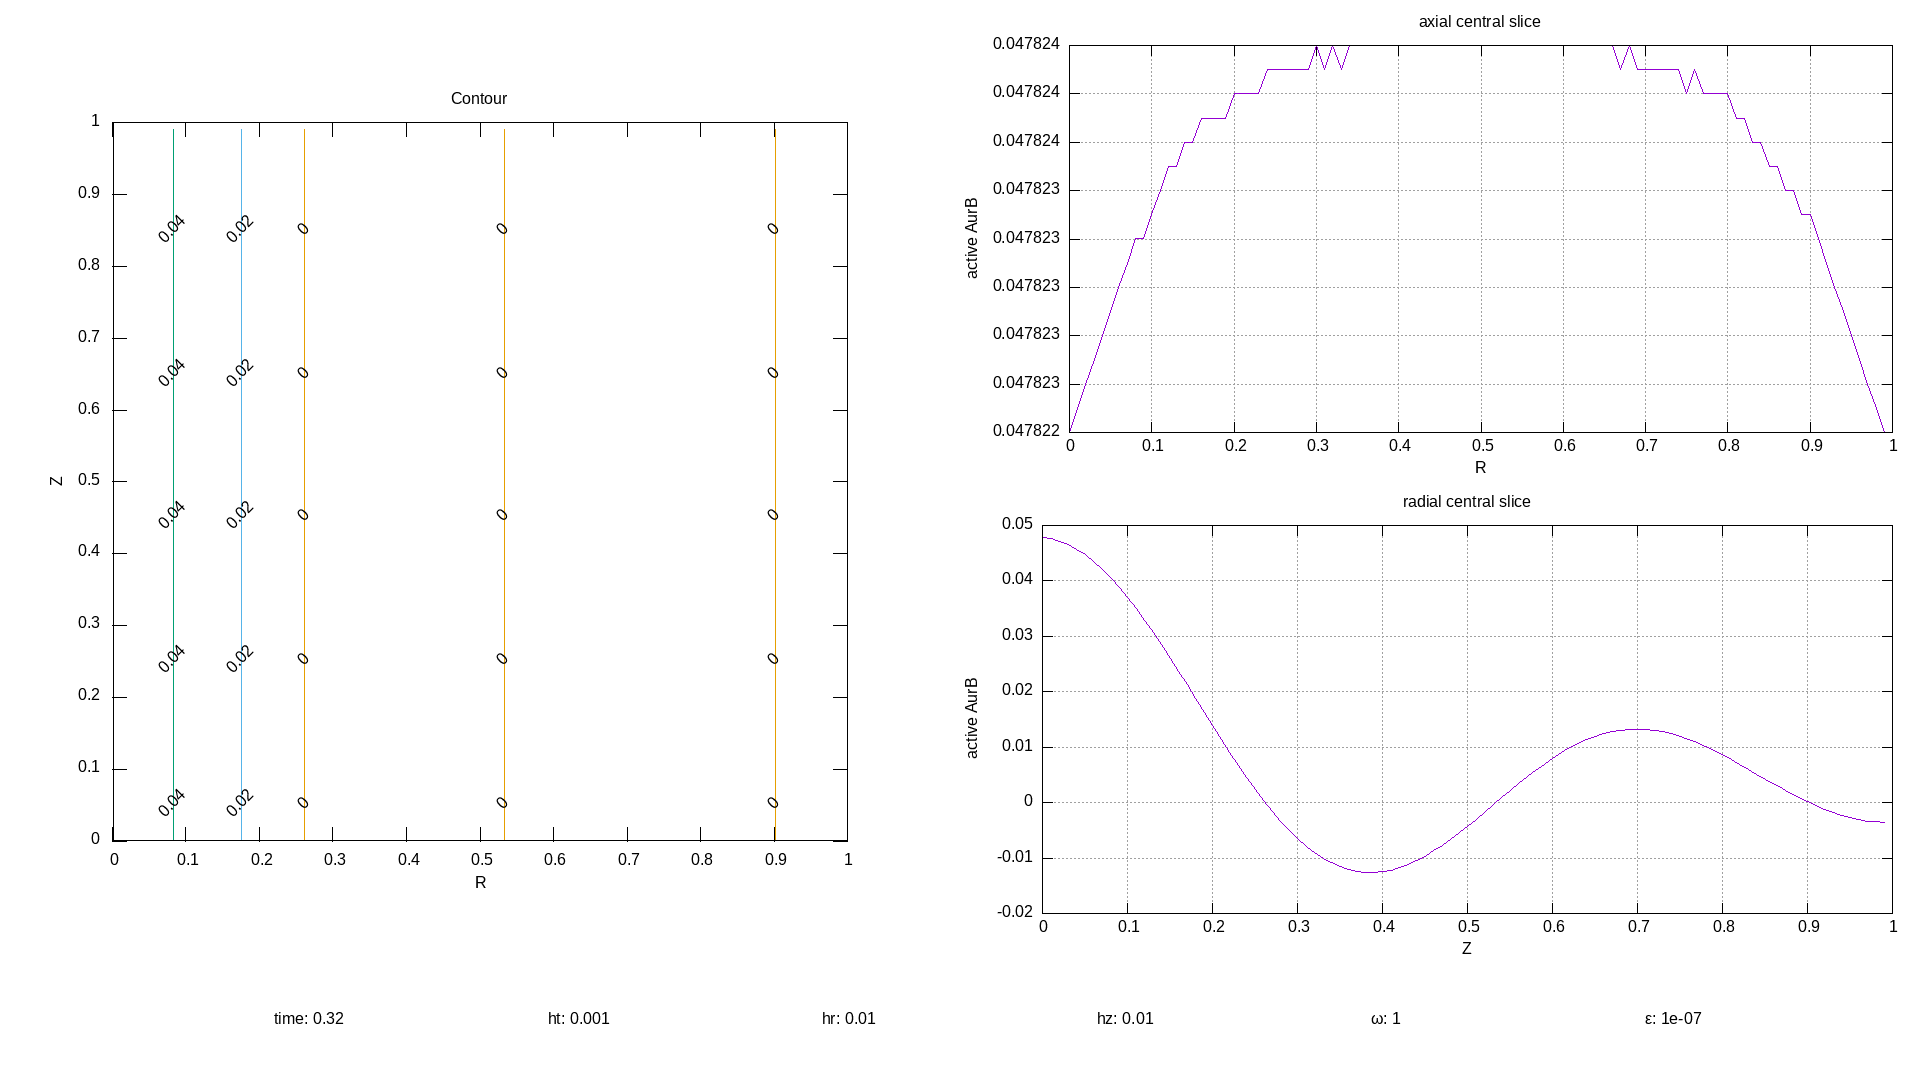 Contour
1
0.9
0.8
0.7
0.6
0.5
0.4
0.3
0.2
0.1
0
Z
0.04 0.02 0 0 0
0.04 0.02 0 0 0
0.04 0.02 0 0 0
0.04 0.02 0 0 0
0.04 0.02 0 0 0
0 0.1 0.2 0.3 0.4 0.5 0.6 0.7 0.8 0.9 1
R
axial central slice
0.047824
0.047824
0.047824
0.047823
0.047823
0.047823
0.047823
0.047823
0.047822
active AurB
0 0.1 0.2 0.3 0.4 0.5 0.6 0.7 0.8 0.9 1
R
radial central slice
0.05
0.04
0.03
0.02
0.01
0
-0.01
-0.02
active AurB
0 0.1 0.2 0.3 0.4 0.5 0.6 0.7 0.8 0.9 1
Z
time: 0.32 ht: 0.001 hr: 0.01 hz: 0.01 ω: 1 ε: 1e-07